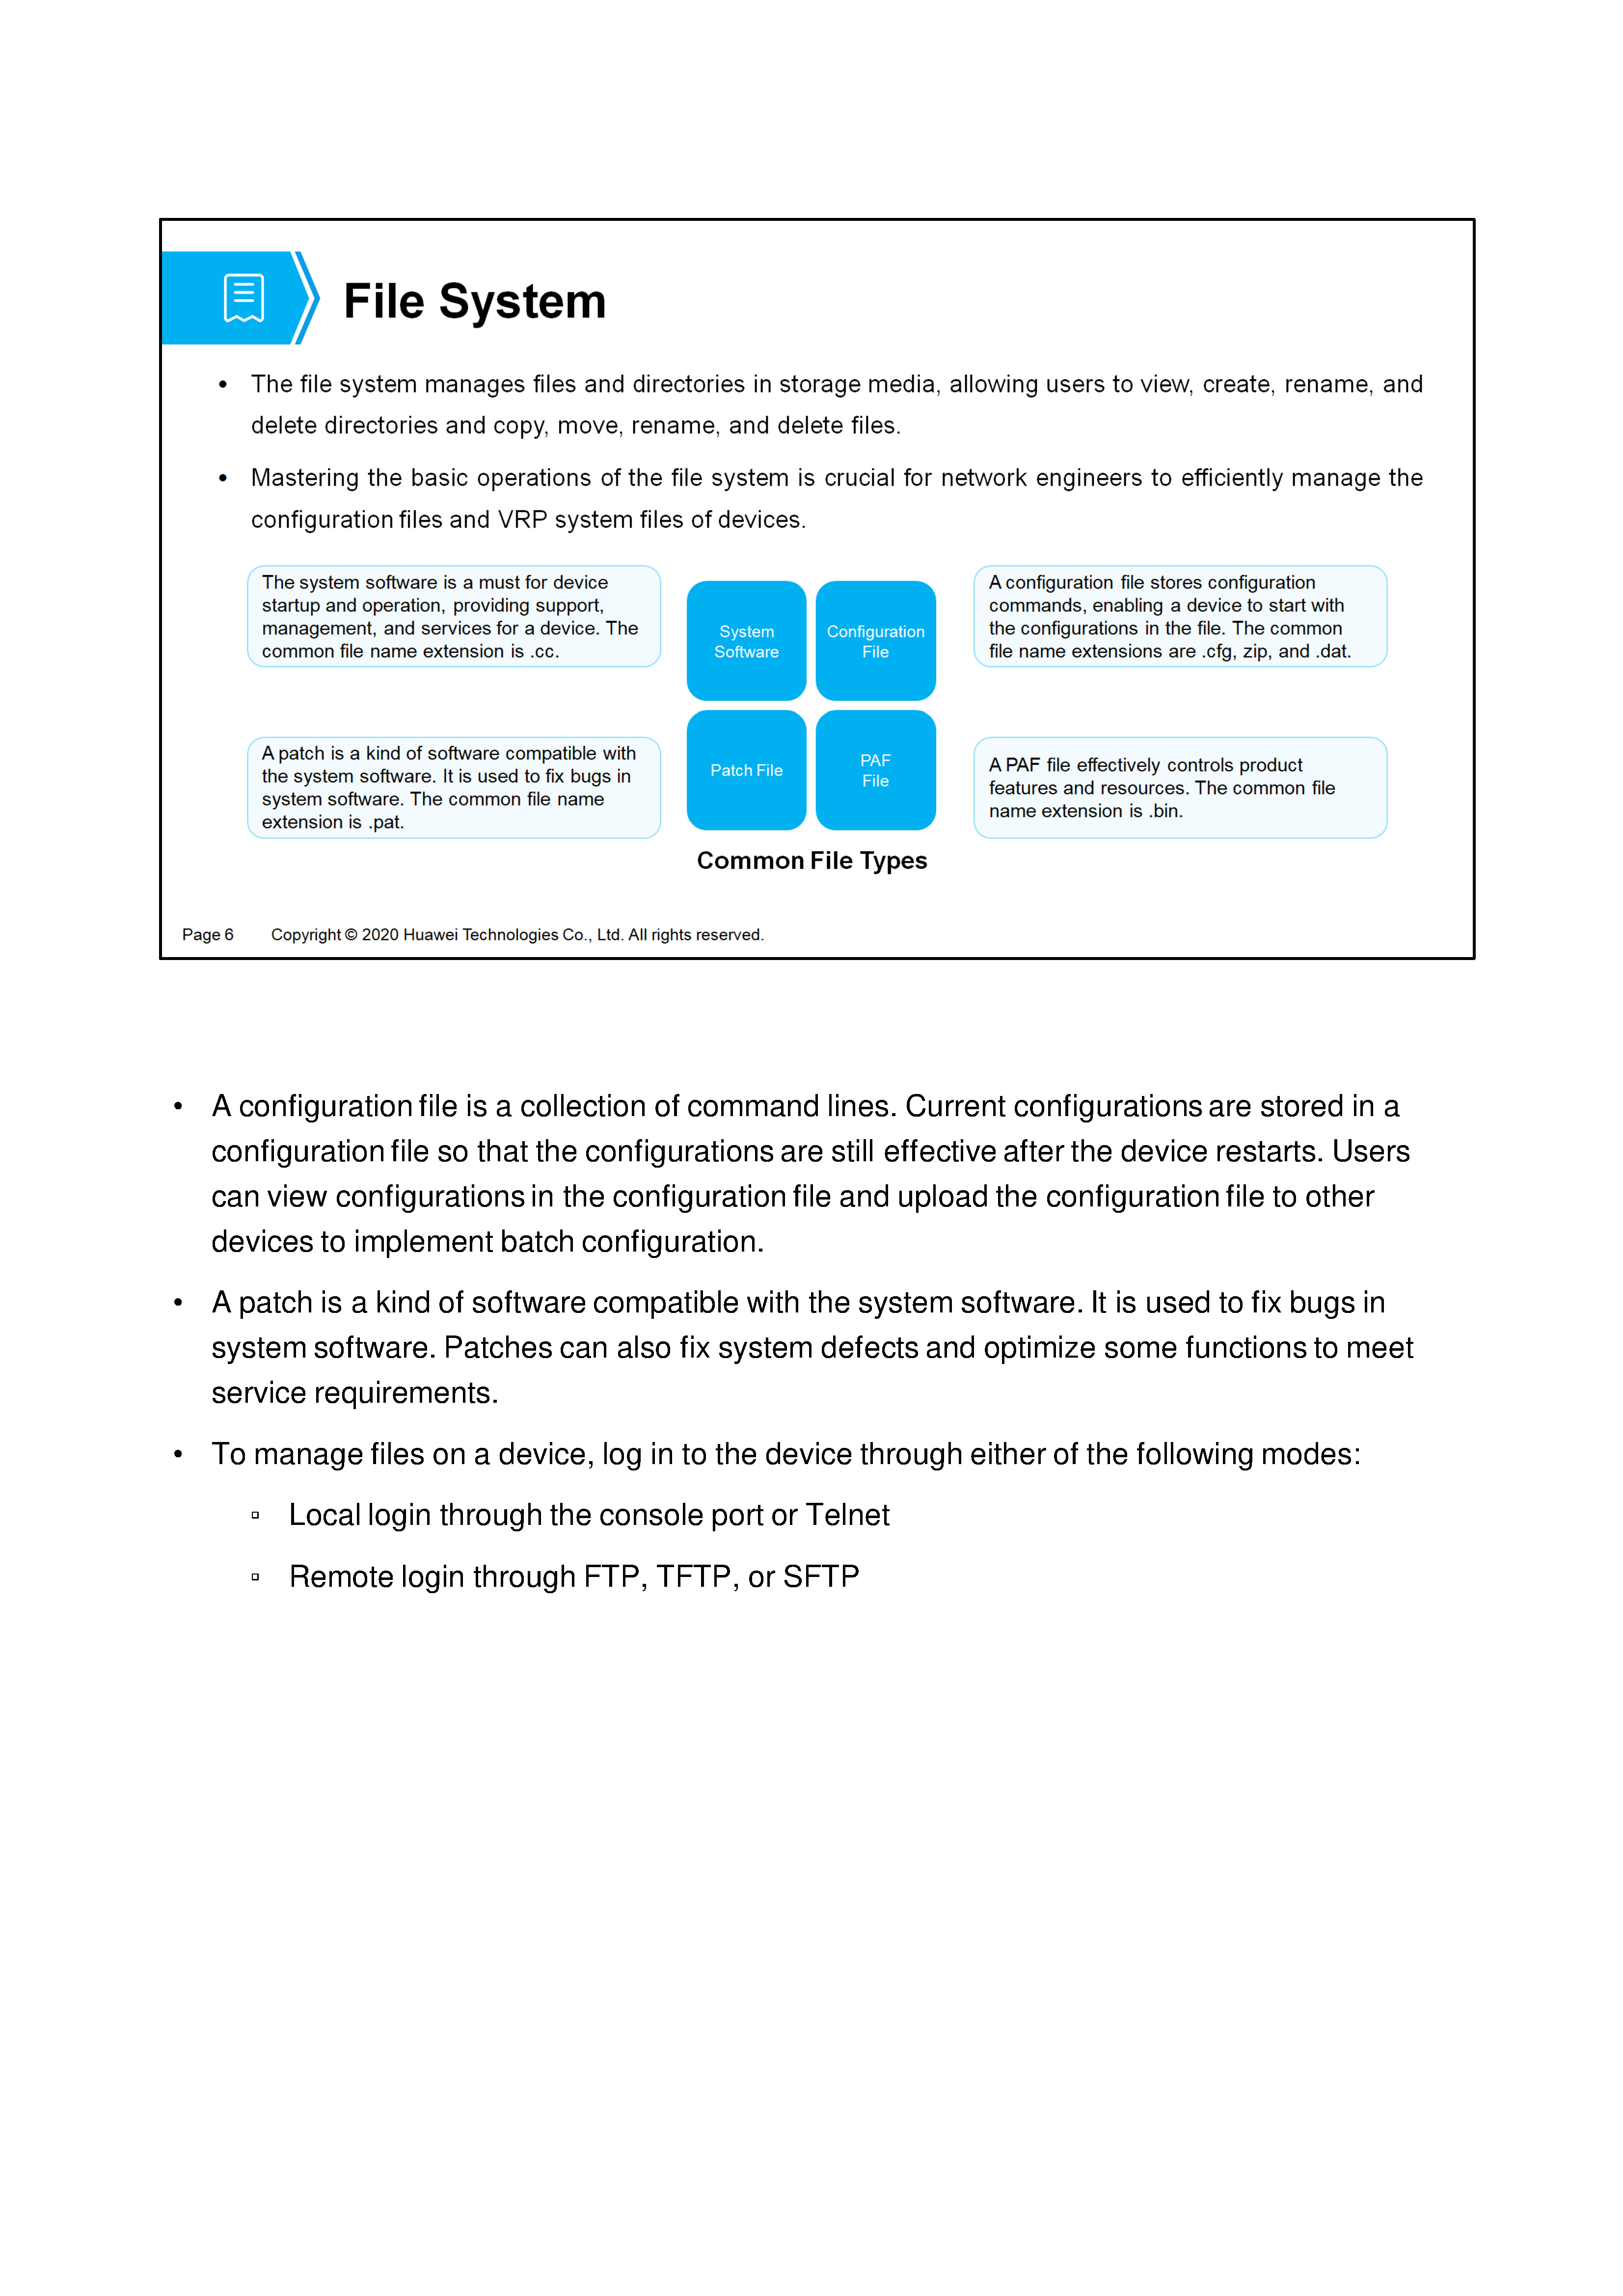 File System
• The file system manages files and directories in storage media, allowing users to view, create, rename, and
delete directories and copy, move, rename, and delete files.
• Mastering the basic operations of the file system is crucial for network engineers to efficiently manage the
configuration files and VRP system files of devices.
The system software is a must for device
startup and operation, providing support,
management, and services for a device. The
common file name extension is .cc.
System
Software
Configuration
File
A configuration file stores configuration
commands, enabling a device to start with
the configurations in the file. The common
file name extensions are .cfg, zip, and .dat.
A patch is a kind of software compatible with
the system software. It is used to fix bugs in
system software. The common file name
extension is .pat.
Patch File
PAF
File
A PAF file effectively controls product
features and resources. The common file
name extension is .bin.
Common File Types
Page 6 Copyright © 2020 Huawei Technologies Co., Ltd. All rights reserved.
• A configuration file is a collection of command lines. Current configurations are stored in a
configuration file so that the configurations are still effective after the device restarts. Users
can view configurations in the configuration file and upload the configuration file to other
devices to implement batch configuration.
• A patch is a kind of software compatible with the system software. It is used to fix bugs in
system software. Patches can also fix system defects and optimize some functions to meet
service requirements.
• To manage files on a device, log in to the device through either of the following modes:
▫ Local login through the console port or Telnet
▫ Remote login through FTP, TFTP, or SFTP